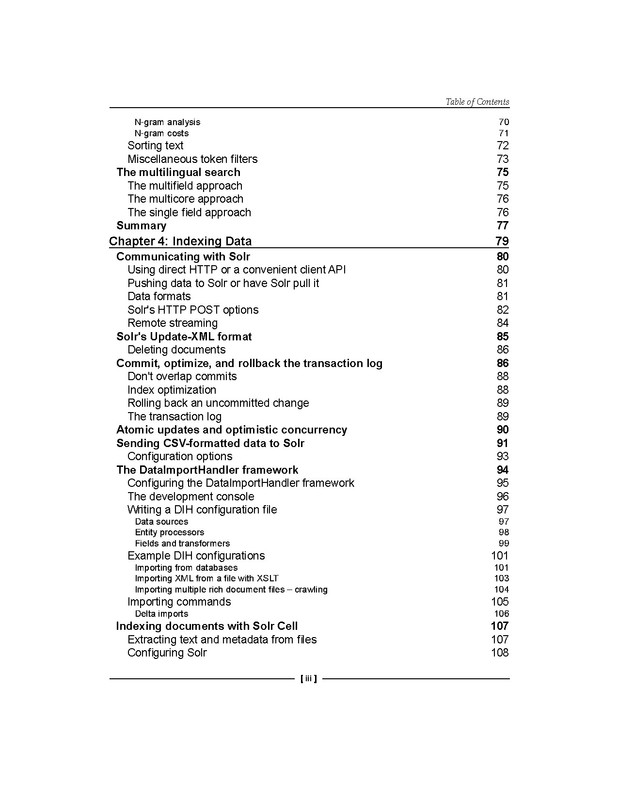 Table of Contents
N-gram analysis 70
N-gram costs 71
Sorting text 72
Miscellaneous token filters 73
The multilingual search 75
The multifield approach 75
The multicore approach 76
The single field approach 76
Summary 77
Chapter 4: Indexing Data 79
Communicating with Solr 80
Using direct HTTP or a convenient client API 80
Pushing data to Solr or have Solr pull it 81
Data formats 81
Solr's HTTP POST options 82
Remote streaming 84
Solr's Update-XML format 85
Deleting documents 86
Commit, optimize, and rollback the transaction log 86
Don't overlap commits 88
Index optimization 88
Rolling back an uncommitted change 89
The transaction log 89
Atomic updates and optimistic concurrency 90
Sending CSV-formatted data to Solr 91
Configuration options 93
The DataImportHandler framework 94
Configuring the DataImportHandler framework 95
The development console 96
Writing a DIH configuration file 97
Data sources 97
Entity processors 98
Fields and transformers 99
Example DIH configurations 101
Importing from databases 101
Importing XML from a file with XSLT 103
Importing multiple rich document files – crawling 104
Importing commands 105
Delta imports 106
Indexing documents with Solr Cell 107
Extracting text and metadata from files 107
Configuring Solr 108
[ iii ]